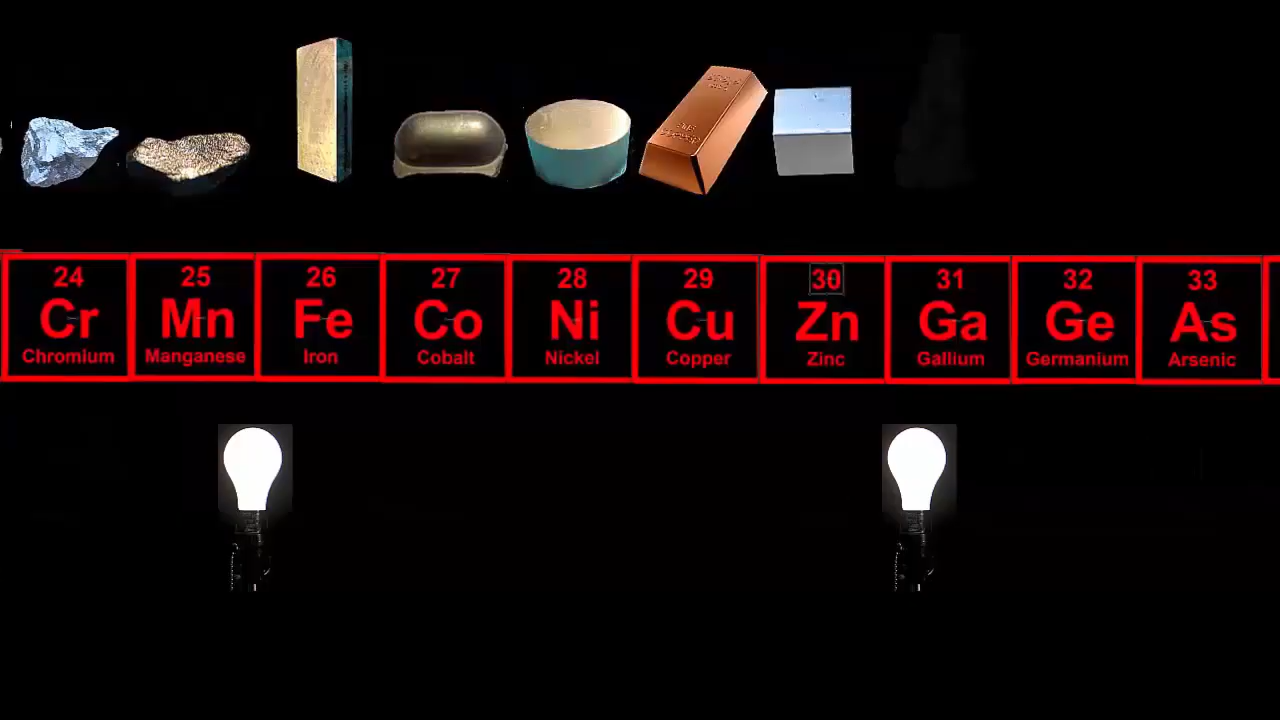 24 25 26 27 28 29 30 31 32 33
Cr Mn Fe Co Ni Cu Zn Ga Ge As
Chromium Manganese Iron Cobalt Nickel Copper Zinc Gallium Germanium Arsenic